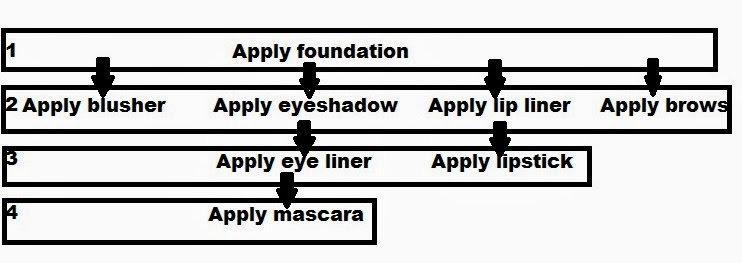 1 Apply foundation
2 Apply blusher Apply eyeshadow Apply lip liner Apply brows
3 Apply eye liner Apply lipstick
4 Apply mascara